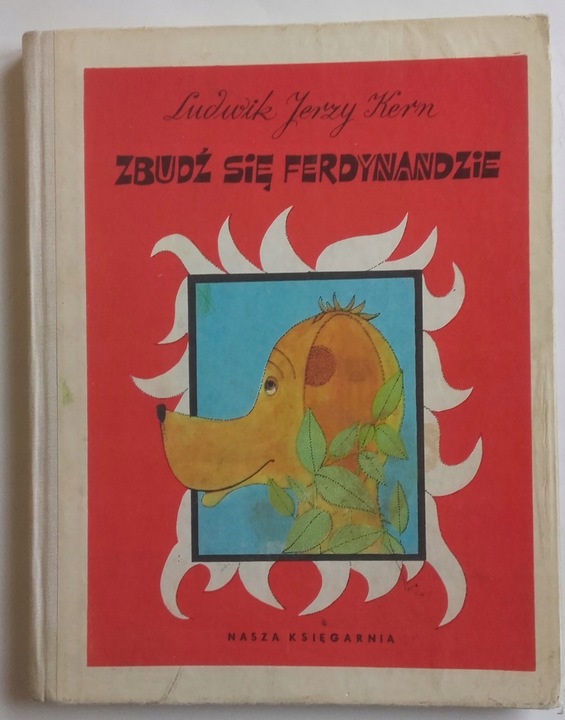 Ludwik Jerzy Kern
ZBUDŹ SIĘ FERDYNANDZIE
NASZA KSIĘGARNIA